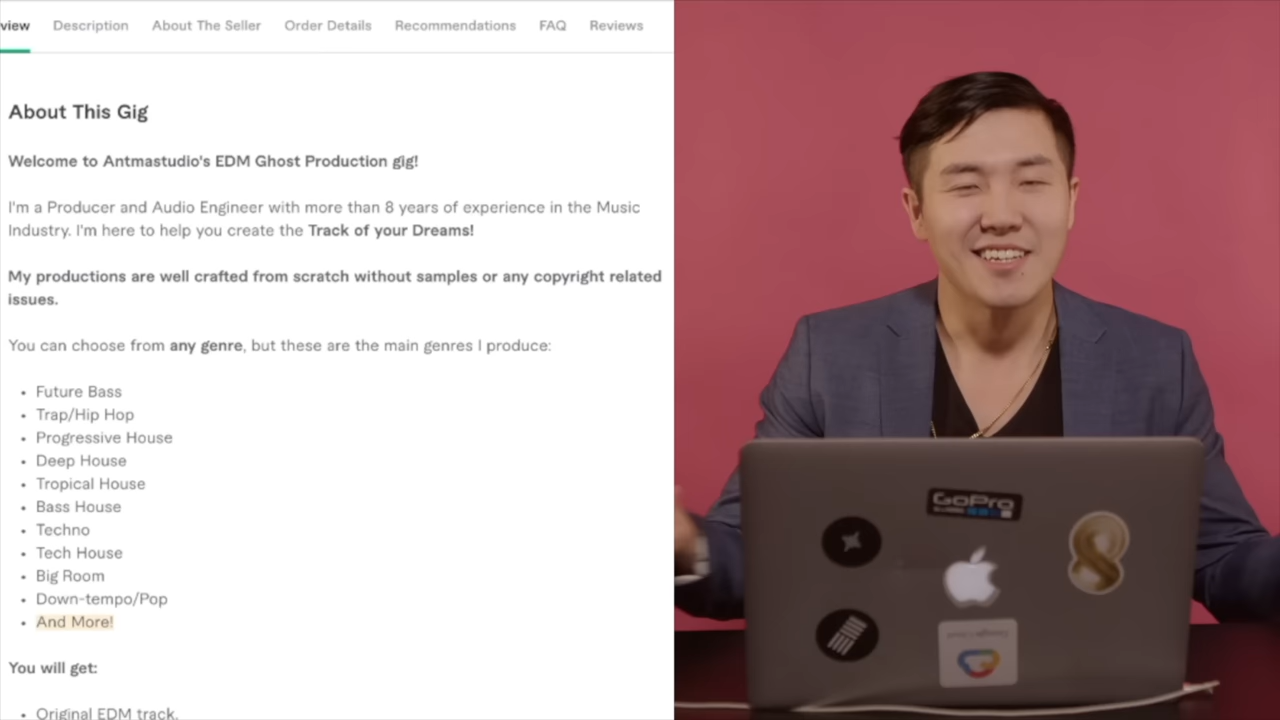 view Description About The Seller Order Details Recommendations FAQ Reviews
About This Gig
Welcome to Antmastudio's EDM Ghost Production gig!
I'm a Producer and Audio Engineer with more than 8 years of experience in the Music
Industry. I'm here to help you create the Track of your Dreams!
My productions are well crafted from scratch without samples or any copyright related
issues.
You can choose from any genre, but these are the main genres I produce:
• Future Bass
• Trap/Hip Hop
• Progressive House
• Deep House
• Tropical House
• Bass House
• Techno
• Tech House
• Big Room
• Down-tempo/Pop
• And More!
You will get:
• Original EDM track.
GoPro
8